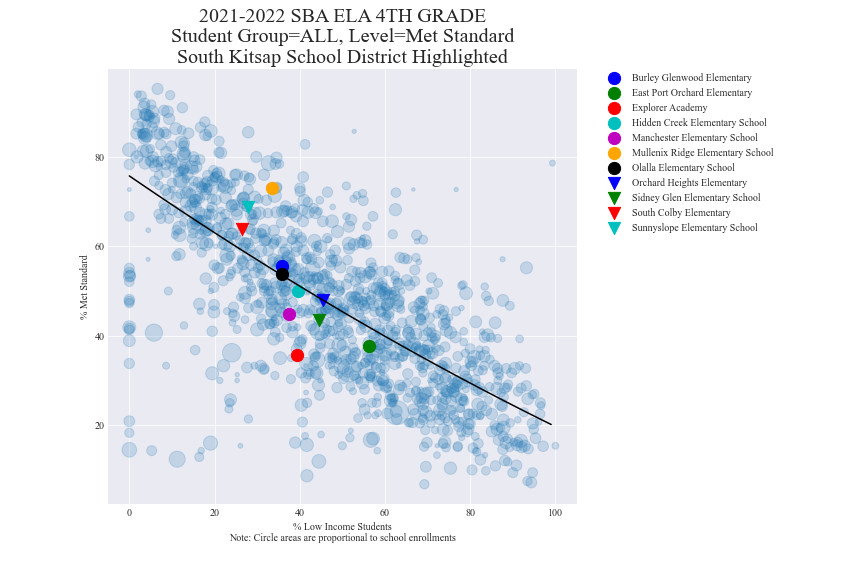 2021-2022 SBA ELA 4TH GRADE
Student Group=ALL, Level=Met Standard
South Kitsap School District Highlighted
% Met Standard
80
60
40
20
0
20
40
60
80
100
% Low Income Students
Note: Circle areas are proportional to school enrollments
Burley Glenwood Elementary
East Port Orchard Elementary
Explorer Academy
Hidden Creek Elementary School
Manchester Elementary School
Mullenix Ridge Elementary School
Olalla Elementary School
Orchard Heights Elementary
Sidney Glen Elementary School
South Colby Elementary
Sunnyslope Elementary School